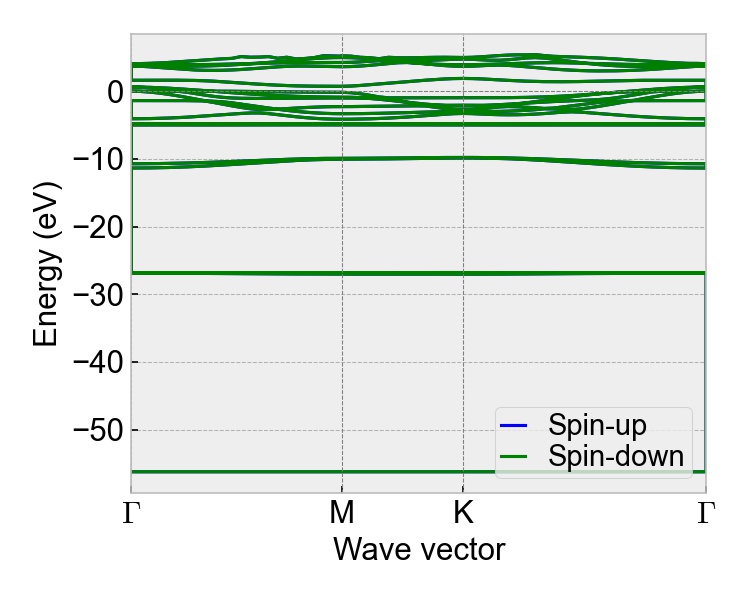 Energy (eV)
0
−10
−20
−30
−40
−50
Spin-up
Spin-down
Γ M K Γ
Wave vector